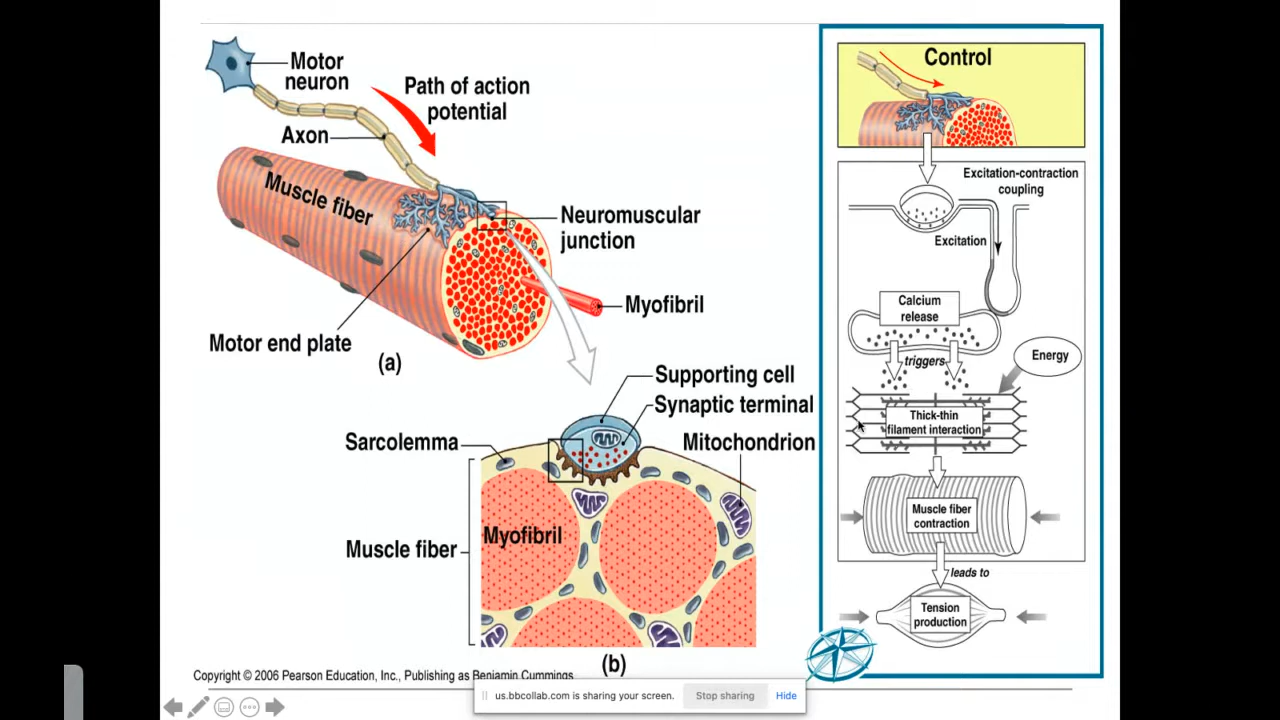 Motor
neuron
Path of action
potential
Axon
Muscle fiber
Neuromuscular
junction
Myofibril
Motor end plate
(a)
Supporting cell
Synaptic terminal
Sarcolemma
Mitochondrion
Myofibril
Muscle fiber
(b)
Copyright © 2006 Pearson Education, Inc., Publishing as Benjamin Cummings
Control
Excitation-contraction
coupling
Excitation
Calcium
release
triggers
Energy
Thick-thin
filament interaction
Muscle fiber
contraction
leads to
Tension
production
us.bbcollab.com is sharing your screen.
Stop sharing
Hide